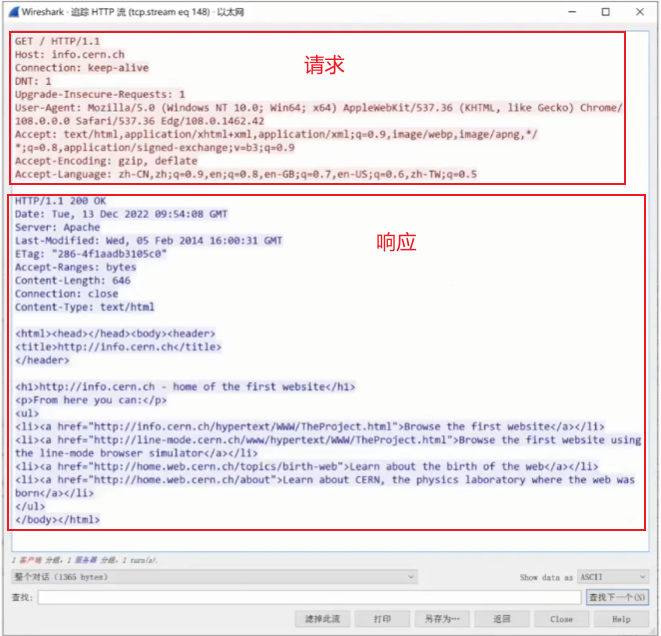 Wireshark · 追踪 HTTP 流 (tcp.stream eq 148) · 以太网
GET / HTTP/1.1
Host: info.cern.ch
Connection: keep-alive
DNT: 1
Upgrade-Insecure-Requests: 1
User-Agent: Mozilla/5.0 (Windows NT 10.0; Win64; x64) AppleWebKit/537.36 (KHTML, like Gecko) Chrome/
108.0.0.0 Safari/537.36 Edg/108.0.1462.42
Accept: text/html,application/xhtml+xml,application/xml;q=0.9,image/webp,image/apng,*/
*;q=0.8,application/signed-exchange;v=b3;q=0.9
Accept-Encoding: gzip, deflate
Accept-Language: zh-CN,zh;q=0.9,en;q=0.8,en-GB;q=0.7,en-US;q=0.6,zh-TW;q=0.5
请求
HTTP/1.1 200 OK
Date: Tue, 13 Dec 2022 09:54:08 GMT
Server: Apache
Last-Modified: Wed, 05 Feb 2014 16:00:31 GMT
ETag: "286-4f1aadb3105c0"
Accept-Ranges: bytes
Content-Length: 646
Connection: close
Content-Type: text/html
响应
<html><head></head><body><header>
<title>http://info.cern.ch</title>
</header>
<h1>http://info.cern.ch - home of the first website</h1>
<p>From here you can:</p>
<ul>
<li><a href="http://info.cern.ch/hypertext/WWW/TheProject.html">Browse the first website</a></li>
<li><a href="http://line-mode.cern.ch/www/hypertext/WWW/TheProject.html">Browse the first website using
the line-mode browser simulator</a></li>
<li><a href="http://home.web.cern.ch/topics/birth-web">Learn about the birth of the web</a></li>
<li><a href="http://home.web.cern.ch/about">Learn about CERN, the physics laboratory where the web was
born</a></li>
</ul>
</body></html>
1 客户端 分组, 1 服务器 分组, 1 turn(s).
整个对话 (1365 bytes)
Show data as ASCII
查找:
查找下一个(N)
滤掉此流
打印
另存为…
返回
Close
Help